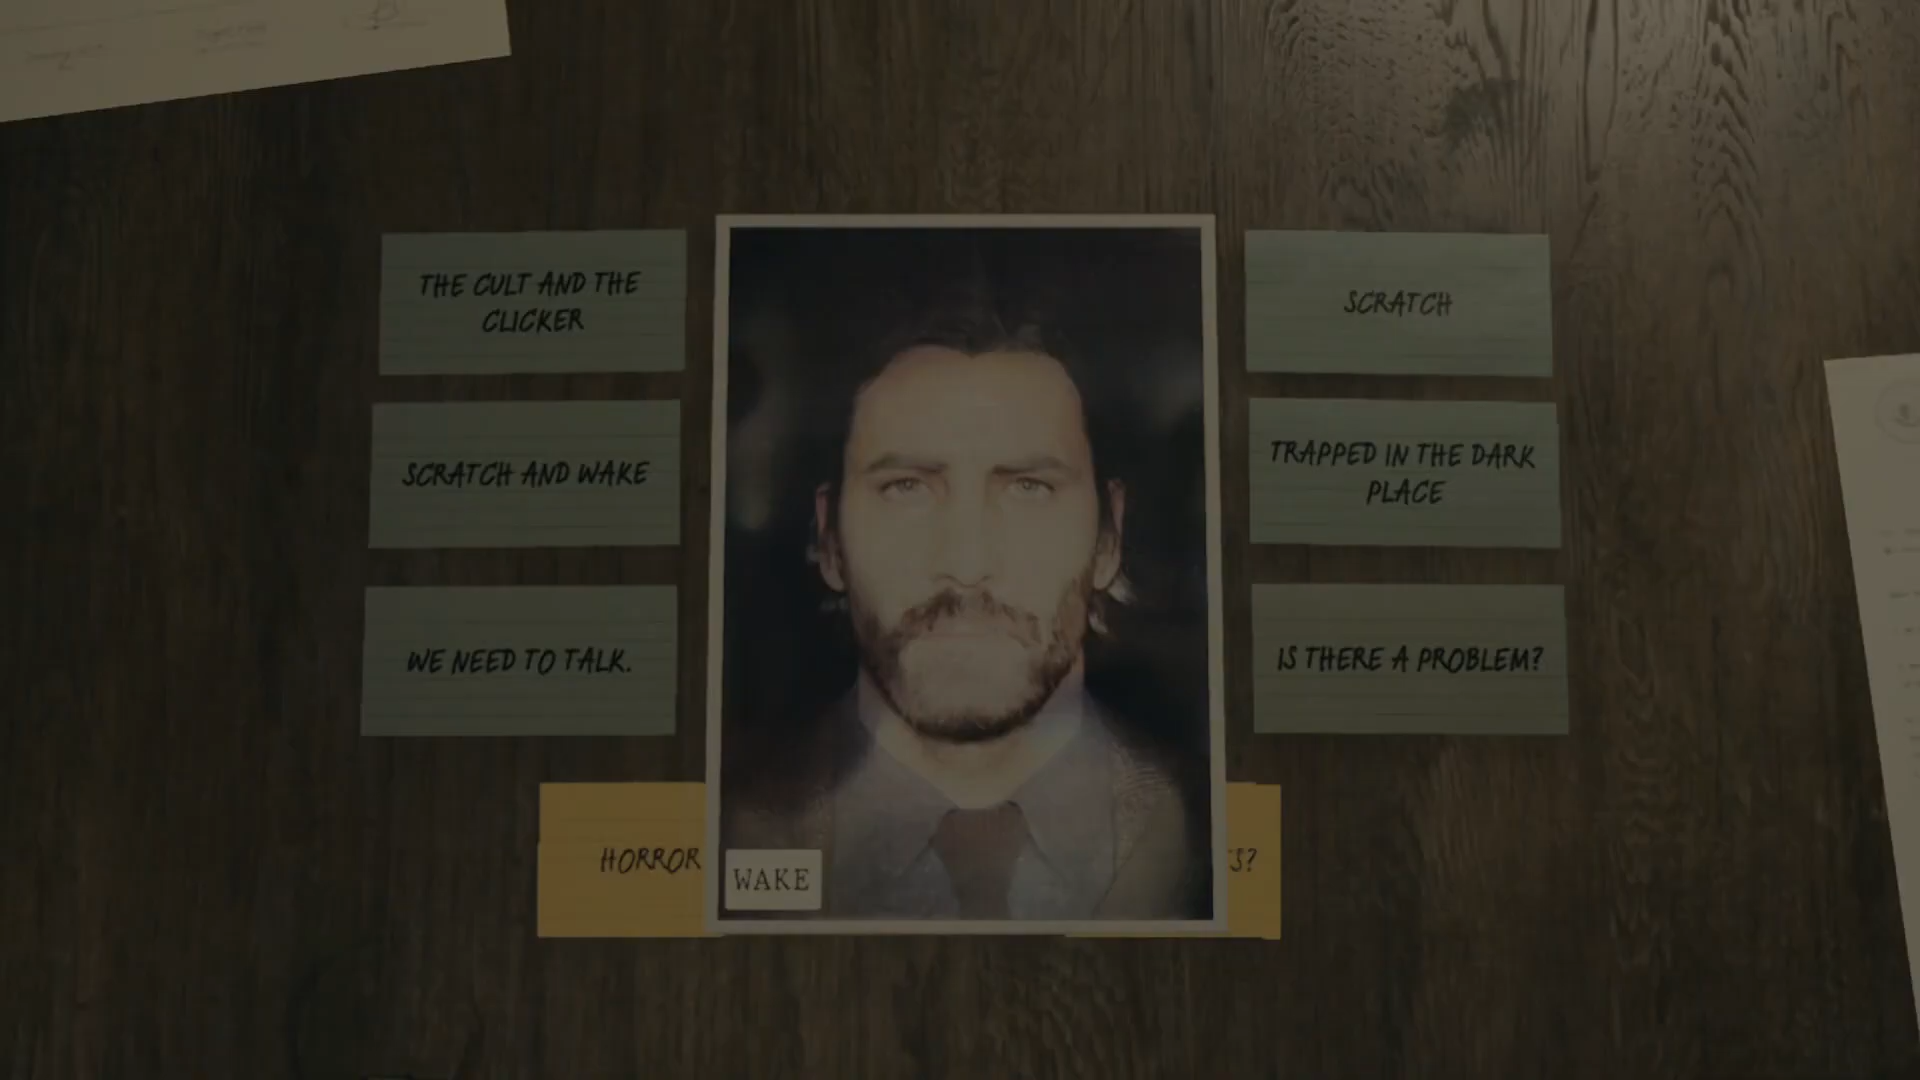 THE CULT AND THE
CLICKER
SCRATCH
SCRATCH AND WAKE
TRAPPED IN THE DARK
PLACE
WE NEED TO TALK.
IS THERE A PROBLEM?
HORROR
S?
WAKE